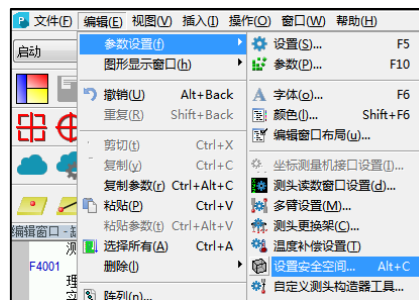 文件(F) 编辑(E) 视图(V) 插入(I) 操作(O) 窗口(W) 帮助(H)
启动
参数设置(f)
图形显示窗口(h)
撤销(U) Alt+Back
重复(R) Shift+Back
剪切(t) Ctrl+X
复制(y) Ctrl+C
复制参数(r) Ctrl+Alt+C
粘贴(P) Ctrl+V
粘贴参数(t) Ctrl+Alt+V
选择所有(A) Ctrl+A
删除(l)
阵列(n)...
设置(S)... F5
参数(P)... F10
字体(o)... F6
颜色(l)... Shift+F6
编辑窗口布局(u)...
坐标测量机接口设置(I)...
测头读数窗口设置(d)...
多臂设置(M)...
测头更换架(C)...
温度补偿设置(T)
设置安全空间... Alt+C
自定义测头构造器工具...
编辑窗口 -
F4001